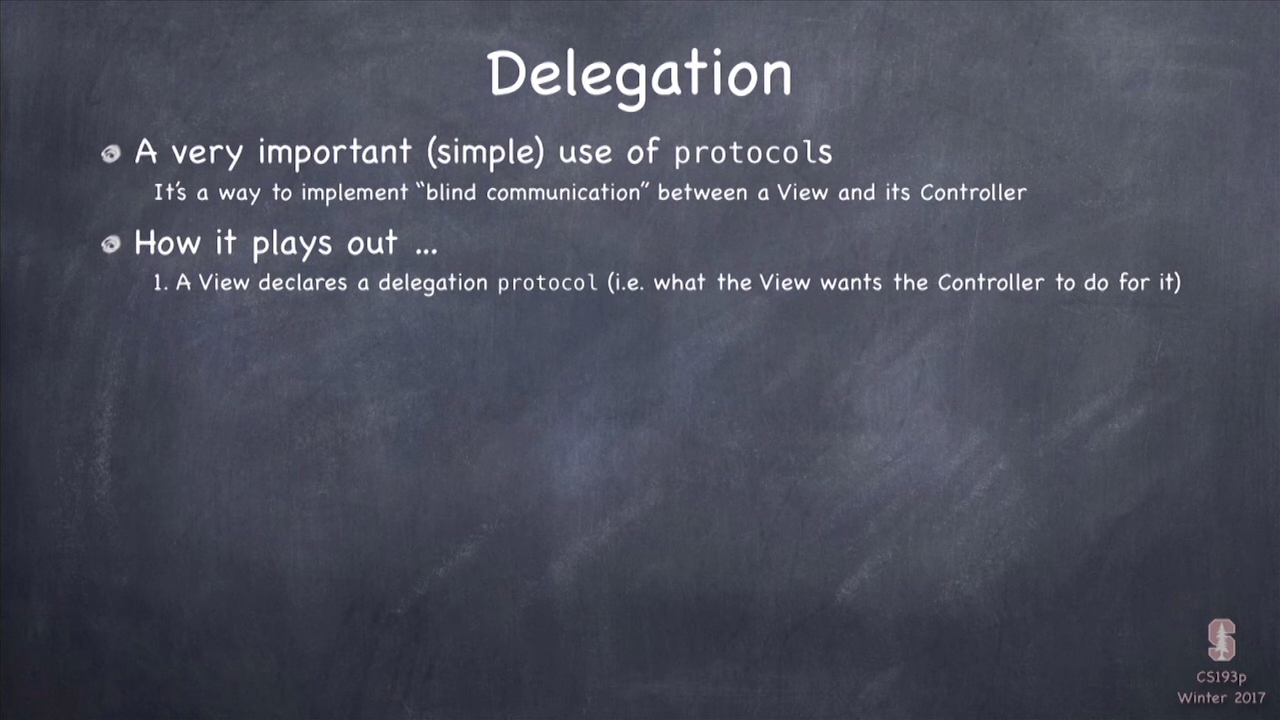 Delegation
A very important (simple) use of protocols
It's a way to implement “blind communication” between a View and its Controller
How it plays out ...
1. A View declares a delegation protocol (i.e. what the View wants the Controller to do for it)
S
CS193p
Winter 2017